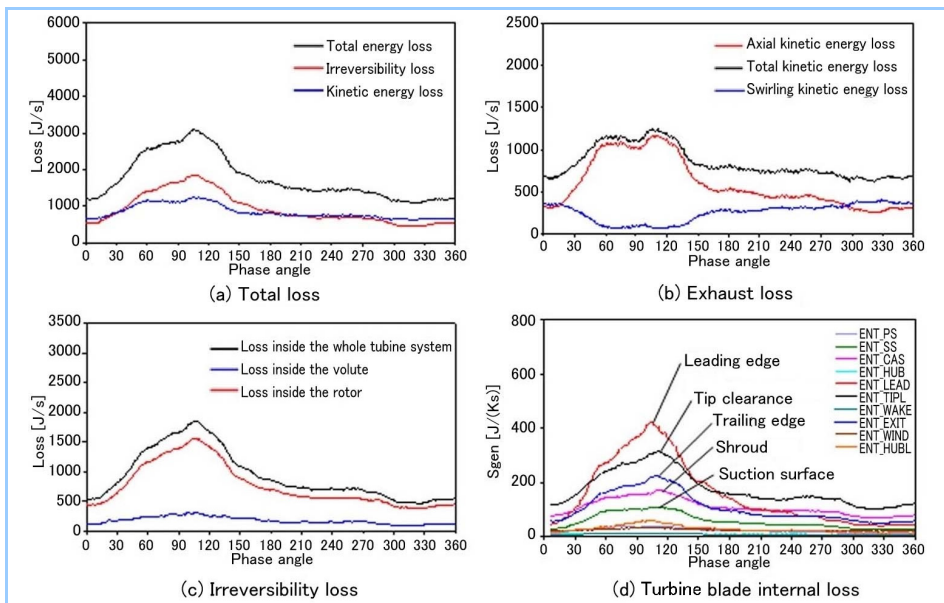 6000
5000
4000
3000
2000
1000
0
Loss [J/s]
Total energy loss
Irreversibility loss
Kinetic energy loss
0 30 60 90 120 150 180 210 240 270 300 330 360
Phase angle
(a) Total loss
2500
2000
1500
1000
500
0
Loss [J/s]
Axial kinetic energy loss
Total kinetic energy loss
Swirling kinetic enegy loss
0 30 60 90 120 150 180 210 240 270 300 330 360
Phase angle
(b) Exhaust loss
3500
3000
2500
2000
1500
1000
500
0
Loss [J/s]
Loss inside the whole tubine system
Loss inside the volute
Loss inside the rotor
0 30 60 90 120 150 180 210 240 270 300 330 360
Phase angle
(c) Irreversibility loss
800
600
400
200
0
Sgen [J/(Ks)]
Leading edge
Tip clearance
Trailing edge
Shroud
Suction surface
ENT_PS
ENT_SS
ENT_CAS
ENT_HUB
ENT_LEAD
ENT_TIPL
ENT_WAKE
ENT_EXIT
ENT_WIND
ENT_HUBL
0 30 60 90 120 150 180 210 240 270 300 330 360
Phase angle
(d) Turbine blade internal loss